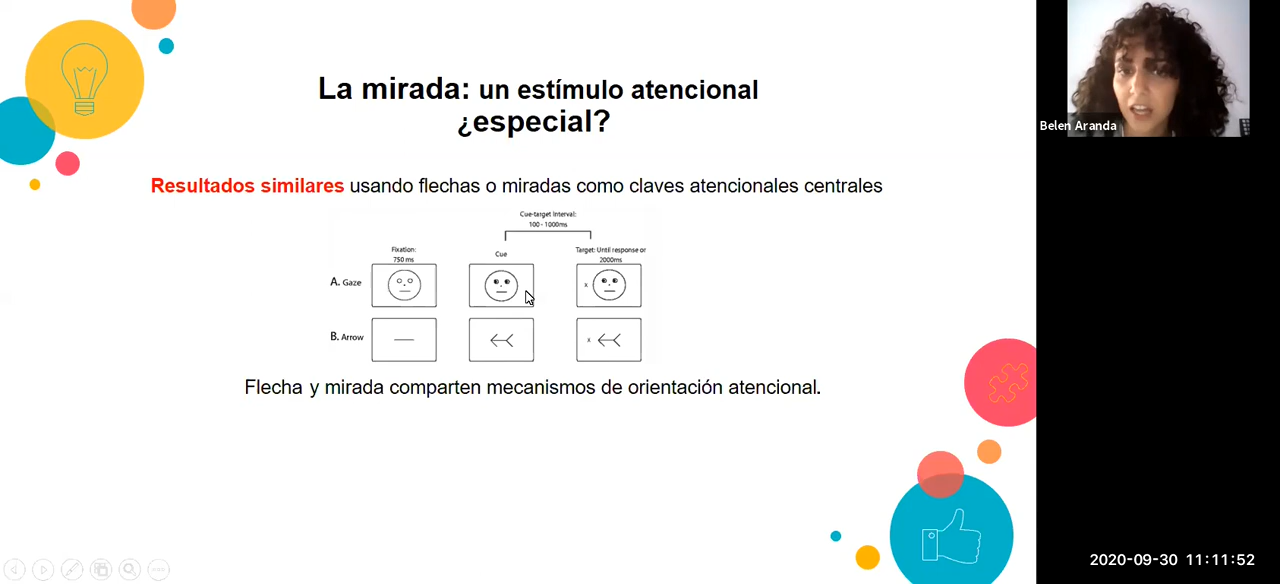 La mirada: un estímulo atencional
¿especial?
Resultados similares usando flechas o miradas como claves atencionales centrales
Cue-target interval:
100 - 1000ms
Fixation:
750 ms
Cue
Target: Until response or
2000ms
A. Gaze
x
B. Arrow
x
Flecha y mirada comparten mecanismos de orientación atencional.
Belen Aranda
2020-09-30 11:11:52